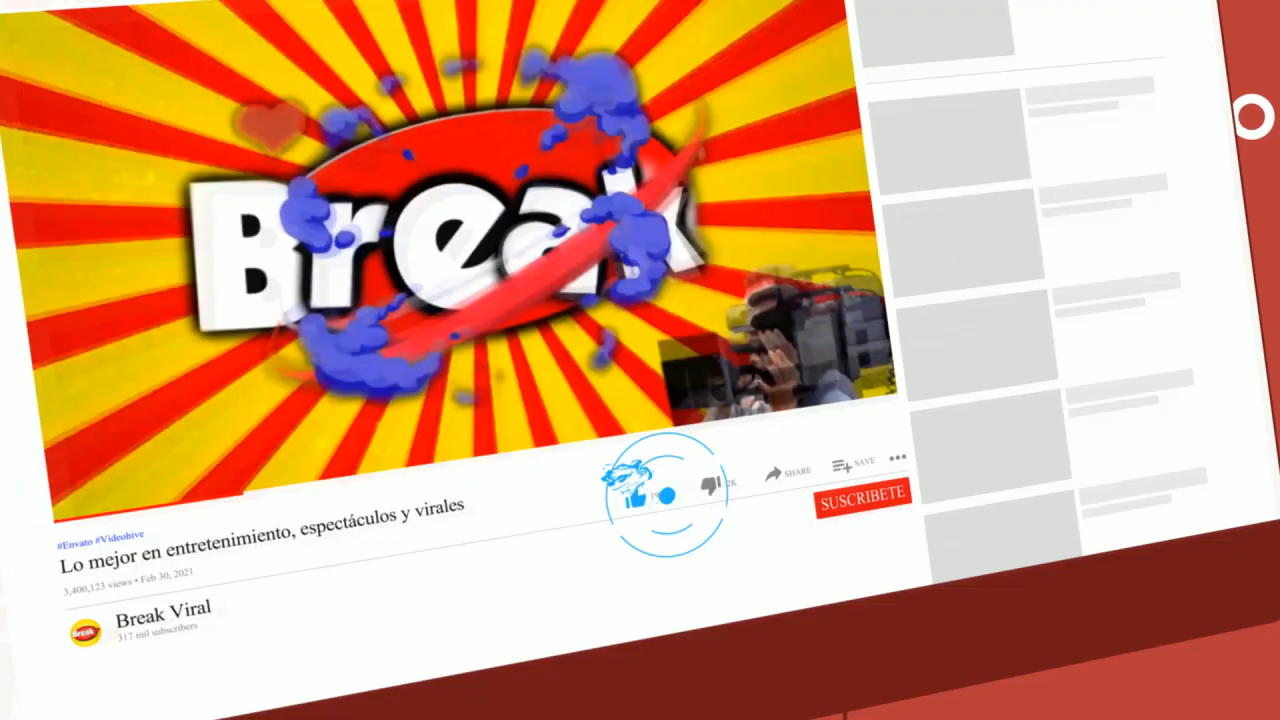 Break
SHARE
SAVE
SUSCRIBETE
#Envato #Videohive
Lo mejor en entretenimiento, espectáculos y virales
3,400,123 views • Feb 30, 2021
Break
Break Viral
317 mil subscribers